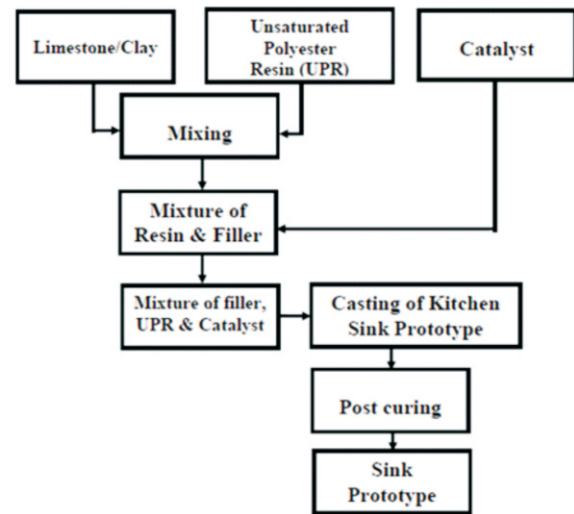 Limestone/Clay
Unsaturated
Polyester
Resin (UPR)
Catalyst
Mixing
Mixture of
Resin & Filler
Mixture of filler,
UPR & Catalyst
Casting of Kitchen
Sink Prototype
Post curing
Sink
Prototype